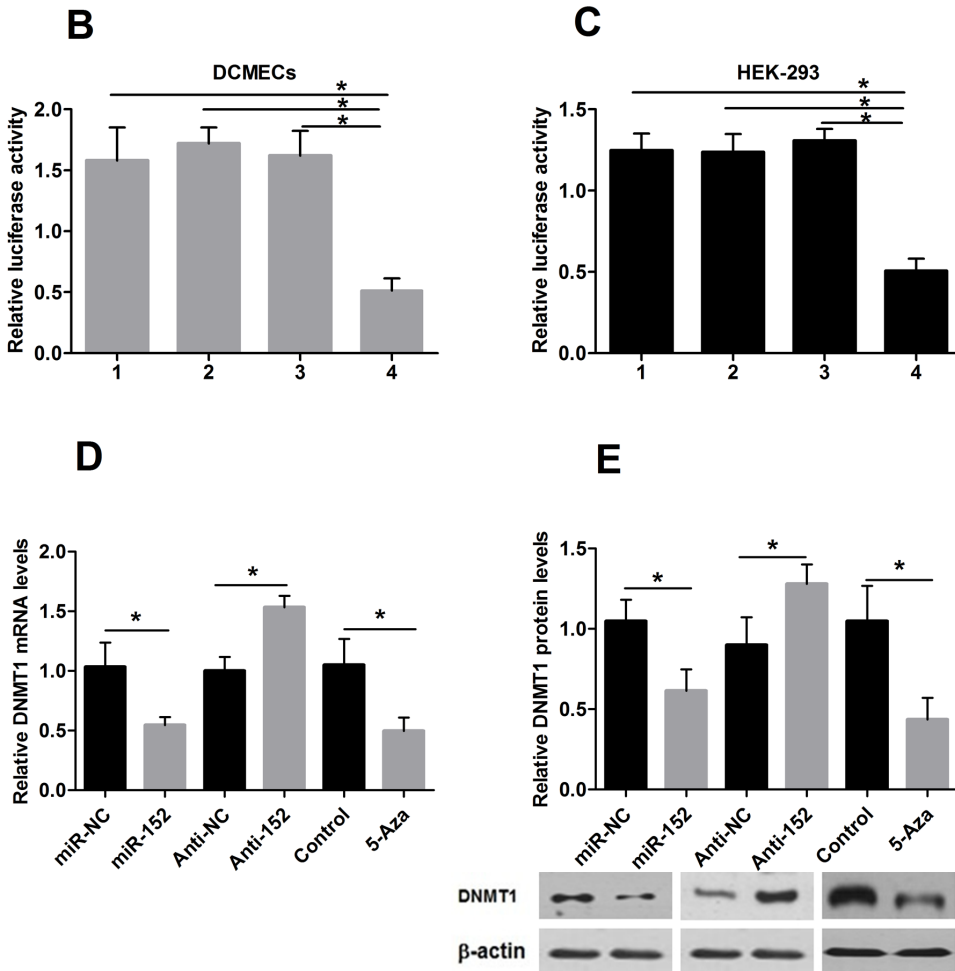 B
DCMECs
Relative luciferase activity
2.0
1.5
1.0
0.5
0.0
*
*
*
1 2 3 4
C
HEK-293
Relative luciferase activity
1.5
1.0
0.5
0.0
*
*
*
1 2 3 4
D
Relative DNMT1 mRNA levels
2.0
1.5
1.0
0.5
0.0
* * *
miR-NC miR-152 Anti-NC Anti-152 Control 5-Aza
E
Relative DNMT1 protein levels
1.5
1.0
0.5
0.0
* * *
miR-NC miR-152 Anti-NC Anti-152 Control 5-Aza
DNMT1
β-actin